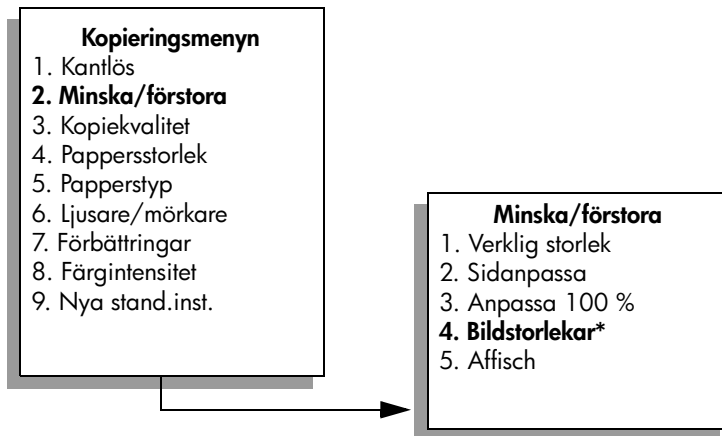 Kopieringsmenyn
1. Kantlös
2. Minska/förstora
3. Kopiekvalitet
4. Pappersstorlek
5. Papperstyp
6. Ljusare/mörkare
7. Förbättringar
8. Färgintensitet
9. Nya stand.inst.
Minska/förstora
1. Verklig storlek
2. Sidanpassa
3. Anpassa 100 %
4. Bildstorlekar*
5. Affisch